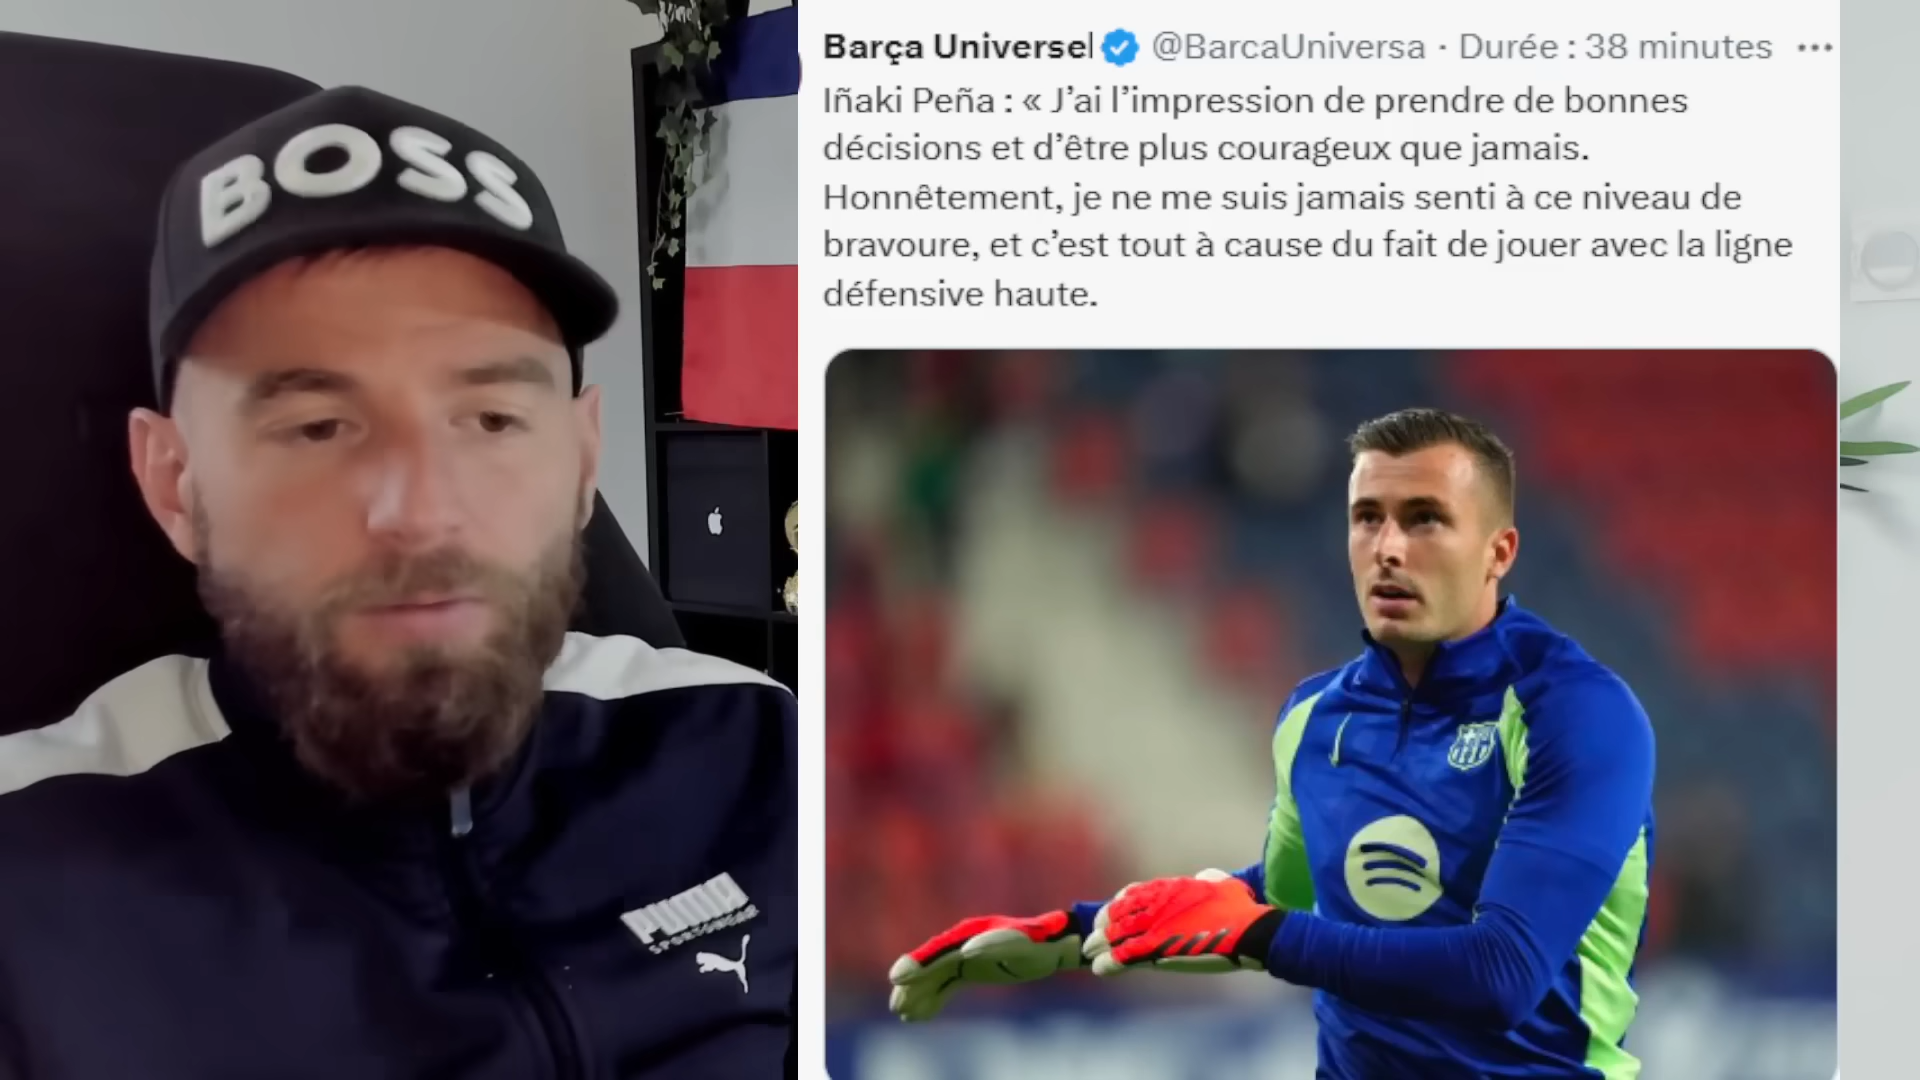 BOSS
PUMA
SPORTSWEAR
Barça Universel @BarcaUniversa · Durée : 38 minutes
Iñaki Peña : « J’ai l’impression de prendre de bonnes
décisions et d’être plus courageux que jamais.
Honnêtement, je ne me suis jamais senti à ce niveau de
bravoure, et c’est tout à cause du fait de jouer avec la ligne
défensive haute.